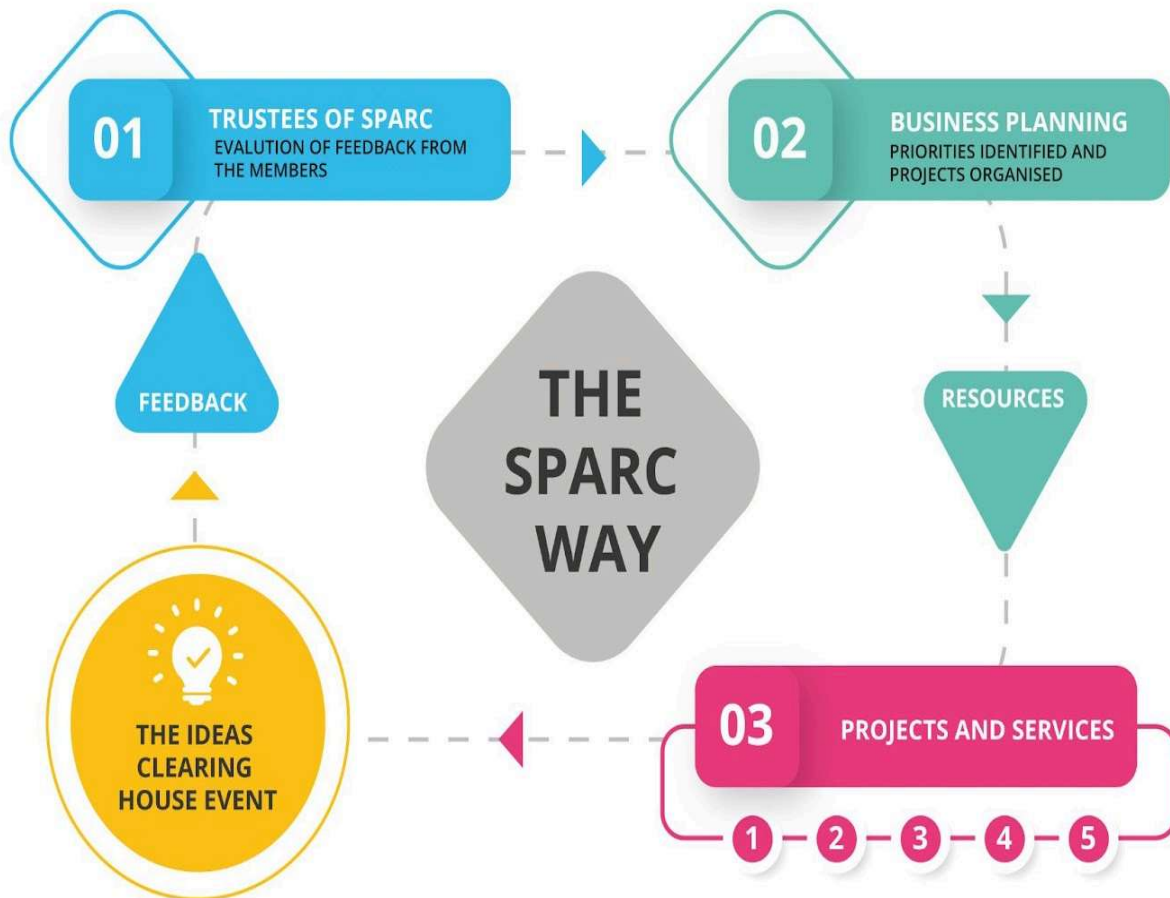 01
TRUSTEES OF SPARC
EVALUTION OF FEEDBACK FROM
THE MEMBERS
02
BUSINESS PLANNING
PRIORITIES IDENTIFIED AND
PROJECTS ORGANISED
FEEDBACK
THE
SPARC
WAY
RESOURCES
THE IDEAS
CLEARING
HOUSE EVENT
03
PROJECTS AND SERVICES
1 2 3 4 5